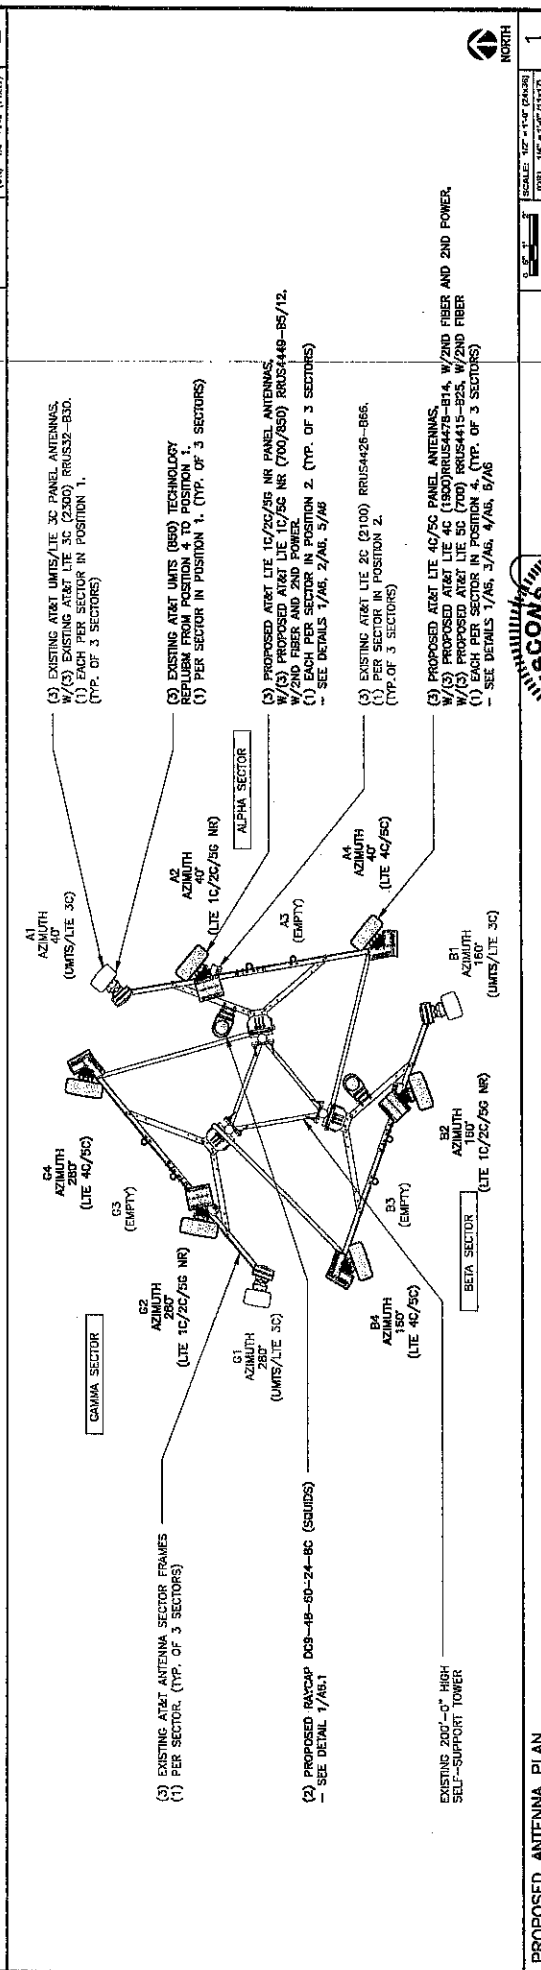 (3) EXISTING AT&T UMTS/LTE 3C PANEL ANTENNAS,
W/(3) EXISTING AT&T LTE 3C (2300) RRUS32-B30.
(1) EACH PER SECTOR IN POSITION 1.
(TYP. OF 3 SECTORS)
(3) EXISTING AT&T UMTS (850) TECHNOLOGY
REPLUBM FROM POSITION 4 TO POSITION 1.
(1) PER SECTOR IN POSITION 1. (TYP. OF 3 SECTORS)
(3) PROPOSED AT&T LTE 1C/2C/5G NR PANEL ANTENNAS,
W/(3) PROPOSED AT&T LTE 1C/5G NR (700/850) RRUS4449-B5/12,
W/2ND FIBER AND 2ND POWER.
(1) EACH PER SECTOR IN POSITION 2. (TYP. OF 3 SECTORS)
- SEE DETAILS 1/A6, 2/A6, 5/A6
(3) EXISTING AT&T LTE 2C (2100) RRUS4426-B66.
(1) PER SECTOR IN POSITION 2.
(TYP. OF 3 SECTORS)
(3) PROPOSED AT&T LTE 4C/5C PANEL ANTENNAS,
W/(3) PROPOSED AT&T LTE 4C (1900)RRUS4478-B14, W/2ND FIBER AND 2ND POWER,
W/(3) PROPOSED AT&T LTE 5C (700) RRUS4415-B25, W/2ND FIBER
(1) EACH PER SECTOR IN POSITION 4. (TYP. OF 3 SECTORS)
- SEE DETAILS 1/A6, 3/A6, 4/A6, 5/A6
A1
AZIMUTH
40°
(UMTS/LTE 3C)
A2
AZIMUTH
40°
(LTE 1C/2C/5G NR)
ALPHA SECTOR
A3
(EMPTY)
A4
AZIMUTH
40°
(LTE 4C/5C)
B1
AZIMUTH
160°
(UMTS/LTE 3C)
B2
AZIMUTH
160°
(LTE 1C/2C/5G NR)
BETA SECTOR
B3
(EMPTY)
B4
AZIMUTH
160°
(LTE 4C/5C)
G4
AZIMUTH
280°
(LTE 4C/5C)
G3
(EMPTY)
G2
AZIMUTH
280°
(LTE 1C/2C/5G NR)
GAMMA SECTOR
G1
AZIMUTH
280°
(UMTS/LTE 3C)
(3) EXISTING AT&T ANTENNA SECTOR FRAMES
(1) PER SECTOR. (TYP. OF 3 SECTORS)
(2) PROPOSED RAYCAP DC9-48-60-24-8C (SQUIDS)
- SEE DETAIL 1/A6.1
EXISTING 200'-0" HIGH
SELF-SUPPORT TOWER
NORTH
PROPOSED ANTENNA PLAN
0 6" 1' 2'
SCALE: 1/2" = 1'-0" (24x36)
1